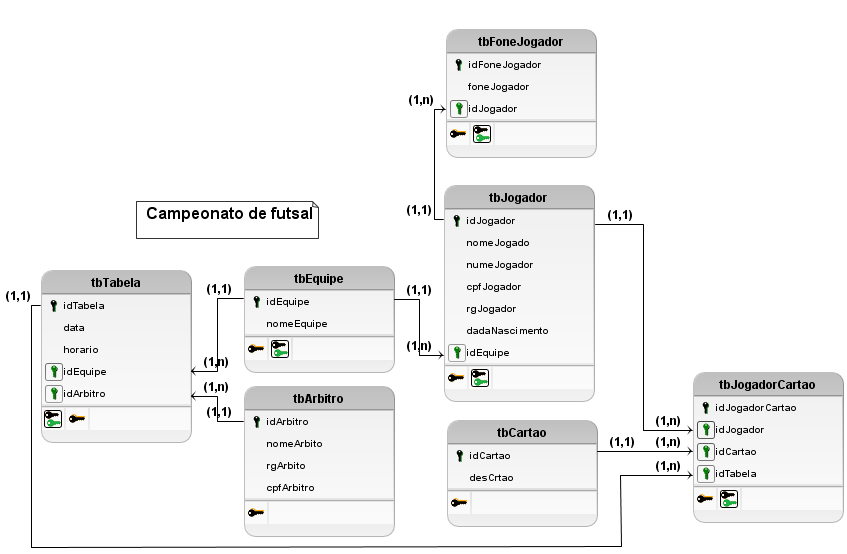 tbFoneJogador
idFoneJogador
foneJogador
(1,n)
idJogador
tbJogador
(1,1)
(1,1)
idJogador
nomeJogado
numeJogador
cpfJogador
rgJogador
dadaNascimento
(1,n)
idEquipe
Campeonato de futsal
tbTabela
(1,1)
idTabela
data
horario
idEquipe
idArbitro
tbEquipe
(1,1)
(1,1)
idEquipe
nomeEquipe
(1,n)
(1,n)
tbArbitro
(1,1)
idArbitro
nomeArbito
rgArbito
cpfArbitro
tbCartao
idCartao
(1,1)
desCrtao
tbJogadorCartao
idJogadorCartao
(1,n)
idJogador
(1,n)
idCartao
(1,n)
idTabela